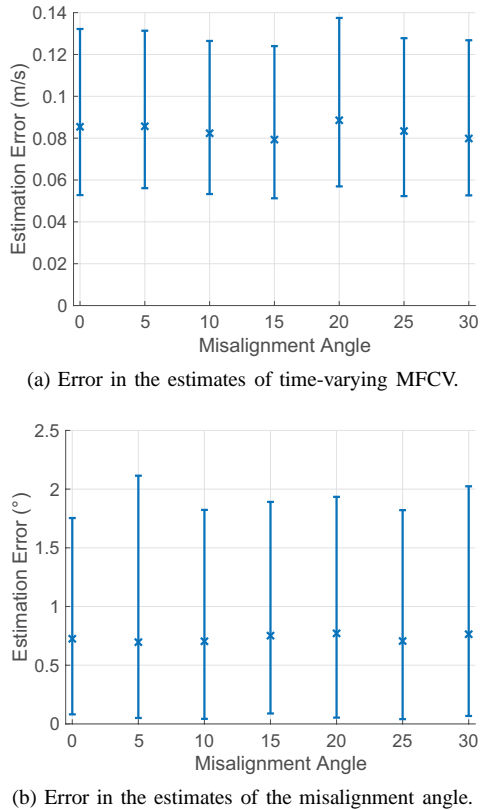 0.14
0.12
0.1
0.08
0.06
0.04
0.02
0
Estimation Error (m/s)
0 5 10 15 20 25 30
Misalignment Angle
(a) Error in the estimates of time-varying MFCV.
2.5
2
1.5
1
0.5
0
Estimation Error (°)
0 5 10 15 20 25 30
Misalignment Angle
(b) Error in the estimates of the misalignment angle.